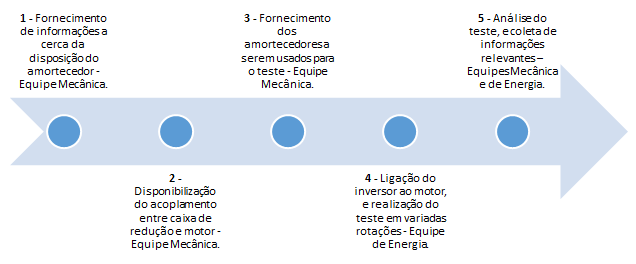 1 - Fornecimento
de informações a
cerca da
disposição do
amortecedor -
Equipe Mecânica.
2 -
Disponibilização
do acoplamento
entre caixa de
redução e motor -
Equipe Mecânica.
3 - Fornecimento
dos
amortecedores a
serem usados para
o teste - Equipe
Mecânica.
4 - Ligação do
inversor ao motor,
e realização do
teste em variadas
rotações - Equipe
de Energia.
5 - Análise do
teste, e coleta de
informações
relevantes –
Equipes Mecânica
e de Energia.